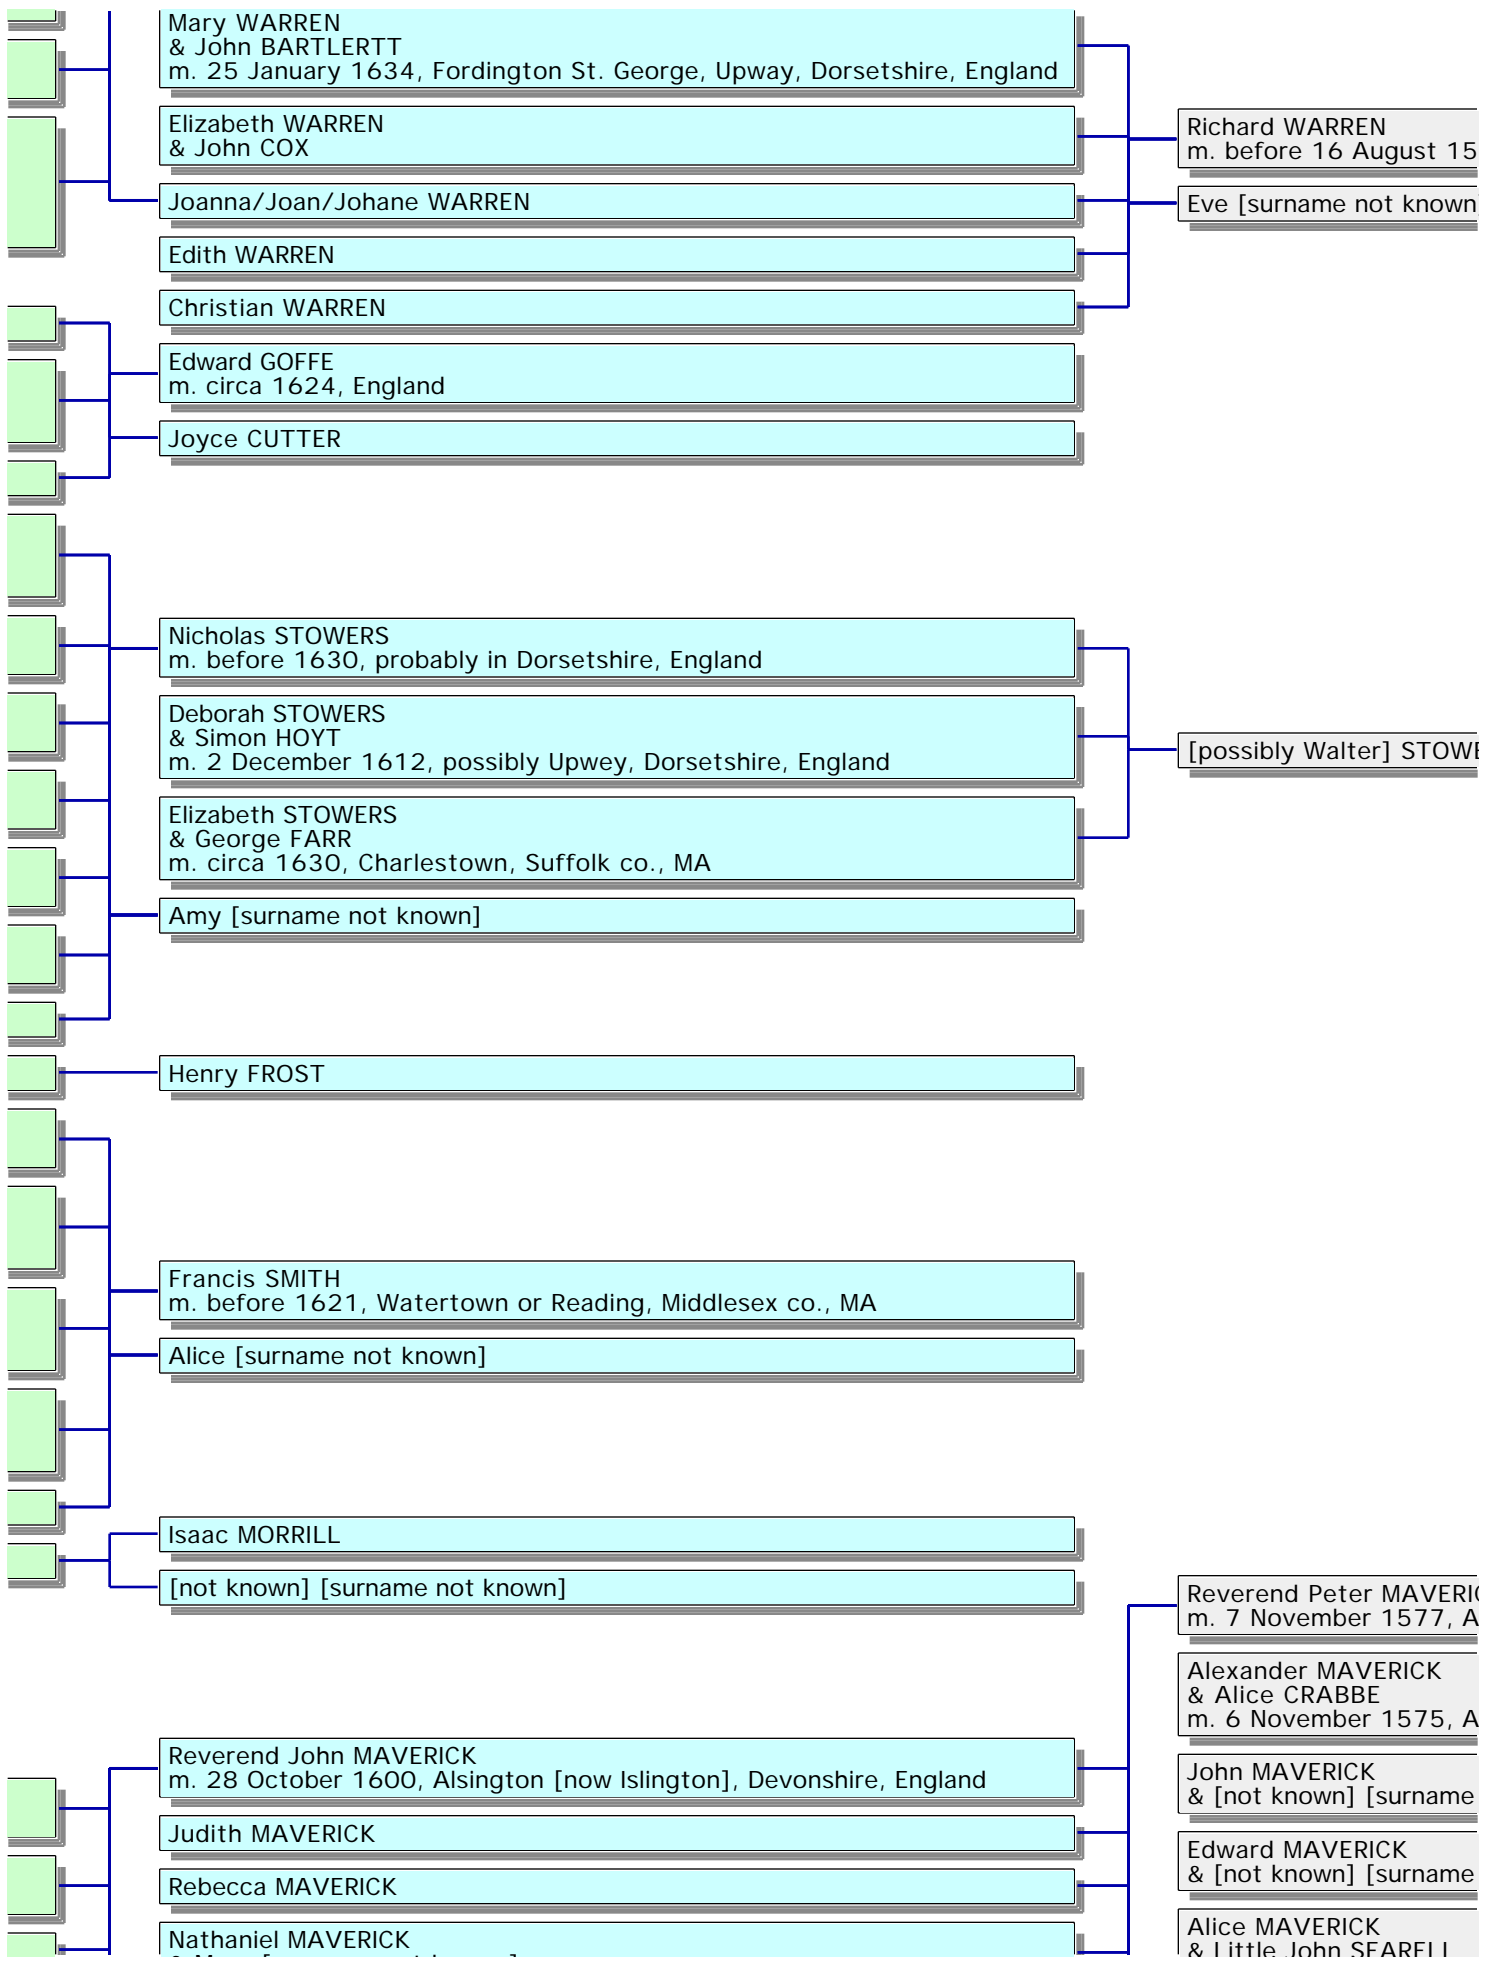 Mary WARREN
& John BARTLERTT
m. 25 January 1634, Fordington St. George, Upway, Dorsetshire, England
Elizabeth WARREN
& John COX
Joanna/Joan/Johane WARREN
Edith WARREN
Christian WARREN
Richard WARREN
m. before 16 August 15
Eve [surname not known
Edward GOFFE
m. circa 1624, England
Joyce CUTTER
Nicholas STOWERS
m. before 1630, probably in Dorsetshire, England
Deborah STOWERS
& Simon HOYT
m. 2 December 1612, possibly Upwey, Dorsetshire, England
Elizabeth STOWERS
& George FARR
m. circa 1630, Charlestown, Suffolk co., MA
Amy [surname not known]
[possibly Walter] STOWE
Henry FROST
Francis SMITH
m. before 1621, Watertown or Reading, Middlesex co., MA
Alice [surname not known]
Isaac MORRILL
[not known] [surname not known]
Reverend John MAVERICK
m. 28 October 1600, Alsington [now Islington], Devonshire, England
Judith MAVERICK
Rebecca MAVERICK
Nathaniel MAVERICK
Reverend Peter MAVERIC
m. 7 November 1577, A
Alexander MAVERICK
& Alice CRABBE
m. 6 November 1575, A
John MAVERICK
& [not known] [surname
Edward MAVERICK
& [not known] [surname
Alice MAVERICK
& Little John SEARELL